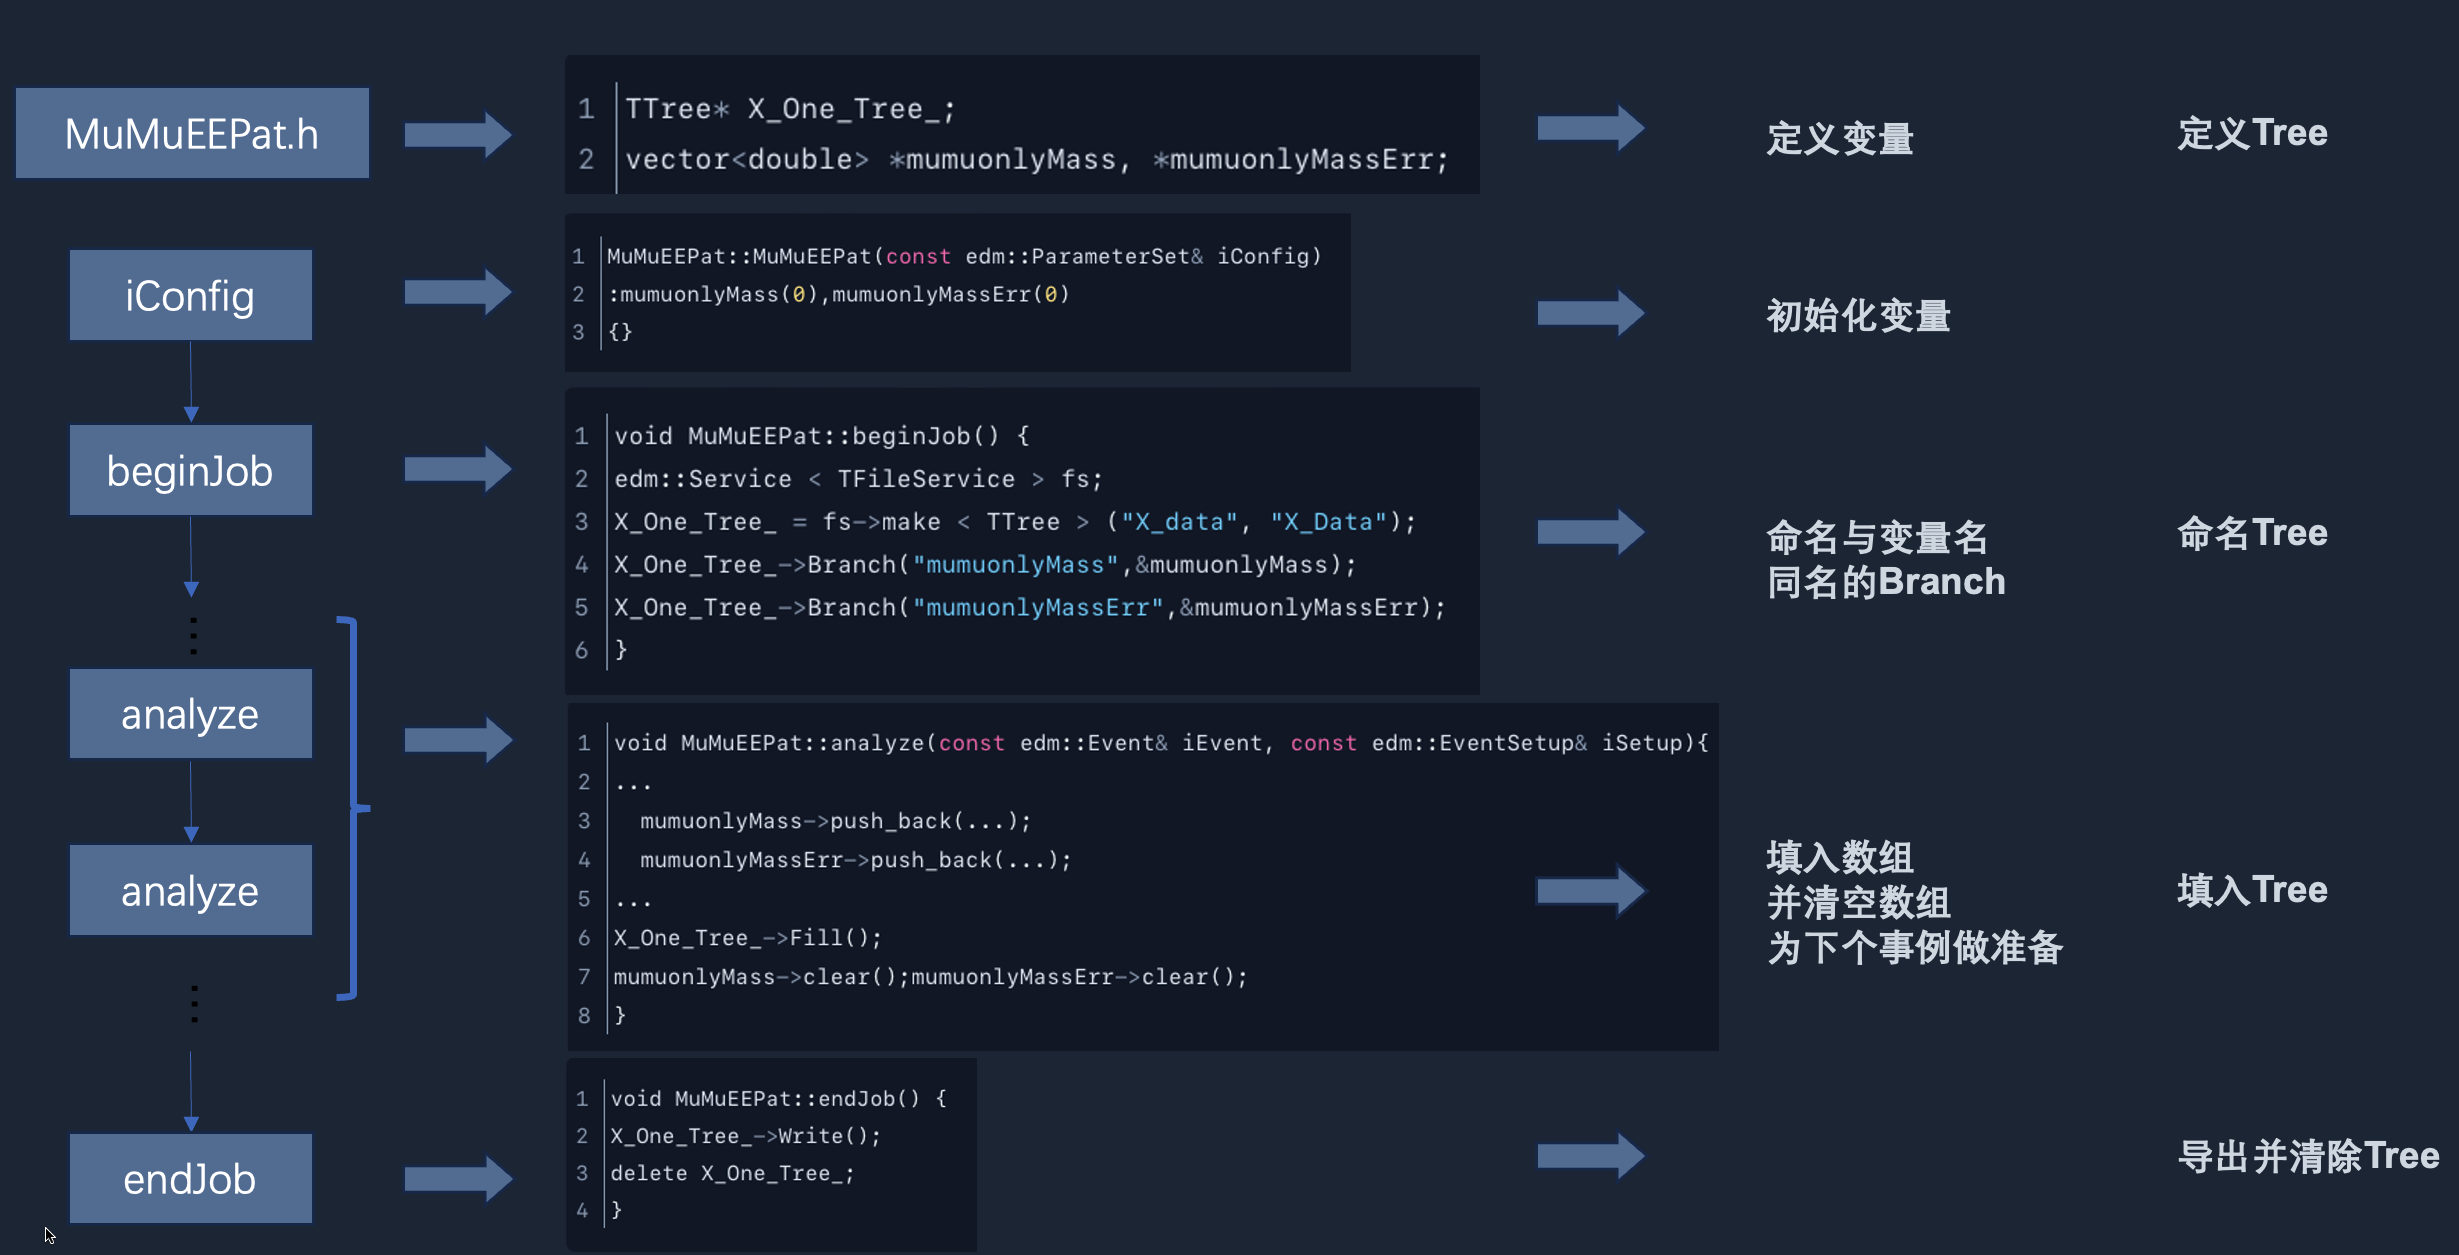 MuMuEEPat.h
1 TTree* X_One_Tree_;
2 vector<double> *mumuonlyMass, *mumuonlyMassErr;
定义变量
定义Tree
iConfig
1 MuMuEEPat::MuMuEEPat(const edm::ParameterSet& iConfig)
2 :mumuonlyMass(0),mumuonlyMassErr(0)
3 {}
初始化变量
beginJob
1 void MuMuEEPat::beginJob() {
2 edm::Service < TFileService > fs;
3 X_One_Tree_ = fs->make < TTree > ("X_data", "X_Data");
4 X_One_Tree_->Branch("mumuonlyMass",&mumuonlyMass);
5 X_One_Tree_->Branch("mumuonlyMassErr",&mumuonlyMassErr);
6 }
命名与变量名
同名的Branch
命名Tree
analyze
analyze
1 void MuMuEEPat::analyze(const edm::Event& iEvent, const edm::EventSetup& iSetup){
2 ...
3   mumuonlyMass->push_back(...);
4   mumuonlyMassErr->push_back(...);
5 ...
6 X_One_Tree_->Fill();
7 mumuonlyMass->clear();mumuonlyMassErr->clear();
8 }
填入数组
并清空数组
为下个事例做准备
填入Tree
endJob
1 void MuMuEEPat::endJob() {
2 X_One_Tree_->Write();
3 delete X_One_Tree_;
4 }
导出并清除Tree